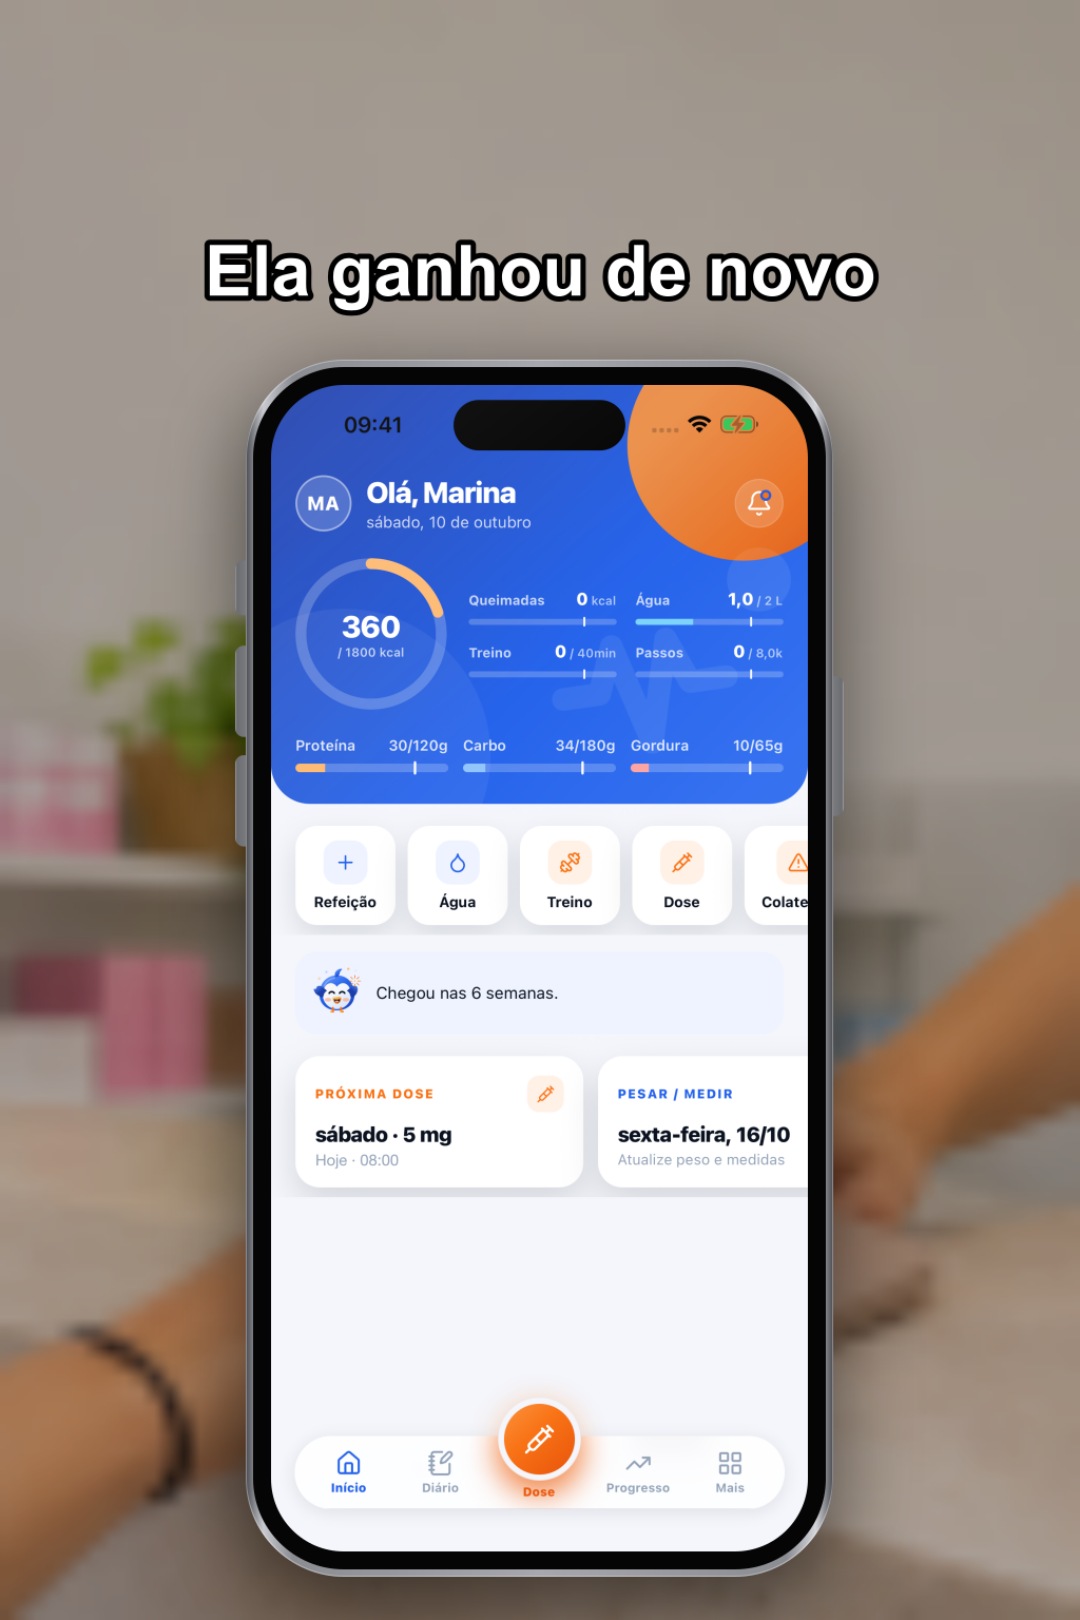 Ela ganhou de novo
09:41
MA
Olá, Marina
sábado, 10 de outubro
360
/ 1800 kcal
Queimadas 0 kcal
Água 1,0 / 2 L
Treino 0 / 40min
Passos 0 / 8,0k
Proteína 30/120g
Carbo 34/180g
Gordura 10/65g
Refeição
Água
Treino
Dose
Colate
Chegou nas 6 semanas.
PRÓXIMA DOSE
sábado · 5 mg
Hoje · 08:00
PESAR / MEDIR
sexta-feira, 16/10
Atualize peso e medidas
Início
Diário
Dose
Progresso
Mais